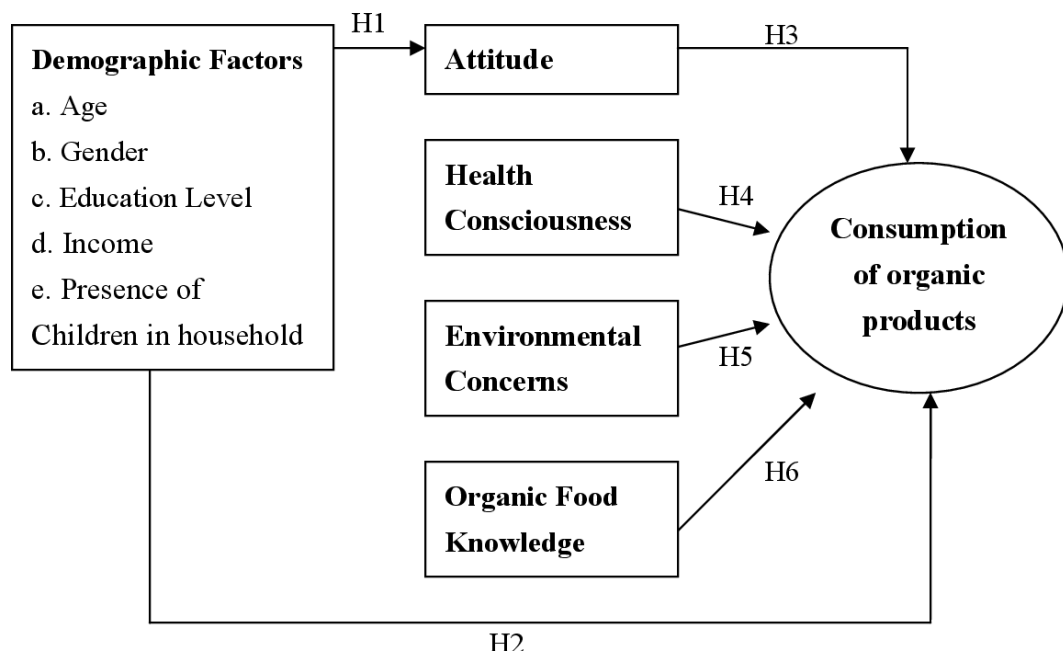 H1
Demographic Factors
a. Age
b. Gender
c. Education Level
d. Income
e. Presence of
Children in household
Attitude
H3
Health
Consciousness
H4
Environmental
Concerns
H5
Organic Food
Knowledge
H6
Consumption
of organic
products
H2